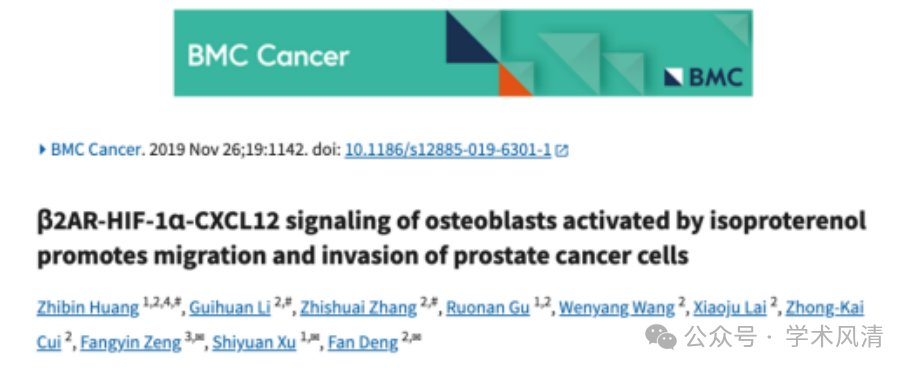 BMC Cancer
BMC
BMC Cancer. 2019 Nov 26;19:1142. doi: 10.1186/s12885-019-6301-1
β2AR-HIF-1α-CXCL12 signaling of osteoblasts activated by isoproterenol
promotes migration and invasion of prostate cancer cells
Zhibin Huang 1,2,4,#, Guihuan Li 2,#, Zhishuai Zhang 2,#, Ruonan Gu 1,2, Wenyang Wang 2, Xiaoju Lai 2, Zhong-Kai
Cui 2, Fangyin Zeng 3,✉, Shiyuan Xu 1,✉, Fan Deng 2,✉
公众号 · 学术风清